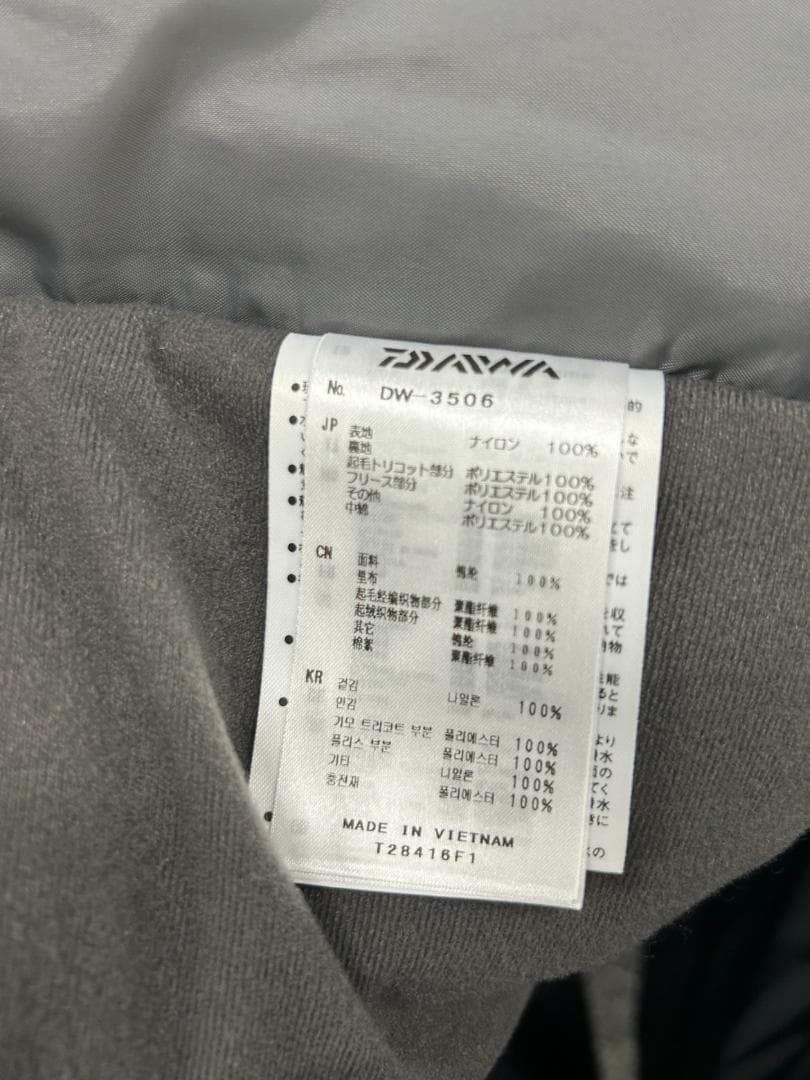 DAIWA
No. DW-3506
JP 表地 ナイロン 100%
裏地
起毛トリコット部分 ポリエステル100%
フリース部分 ポリエステル100%
その他 ナイロン 100%
中綿 ポリエステル100%
CN 面料 锦纶 100%
里布
起毛经编织物部分 聚酯纤维 100%
起绒织物部分 聚酯纤维 100%
其它 锦纶 100%
棉絮 聚酯纤维 100%
KR 겉감 나일론 100%
안감
기모 트리코트 부분 폴리에스터 100%
플리스 부분 폴리에스터 100%
기타 나일론 100%
충전재 폴리에스터 100%
MADE IN VIETNAM
T28416F1